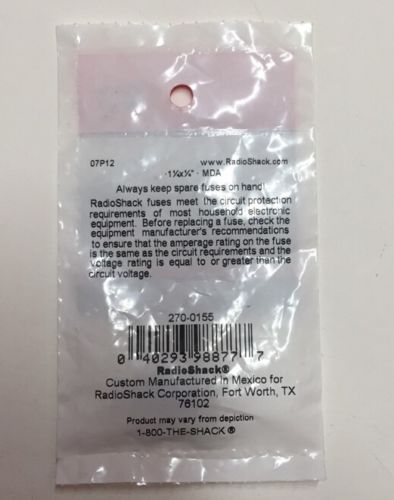 07P12 www.RadioShack.com
1¼x¼" - MDA
Always keep spare fuses on hand!
RadioShack fuses meet the circuit protection
requirements of most household electronic
equipment. Before replacing a fuse, check the
equipment manufacturer's recommendations
to ensure that the amperage rating on the fuse
is the same as the circuit requirements and the
voltage rating is equal to or greater than the
circuit voltage.
270-0155
0 40293 98877 7
RadioShack®
Custom Manufactured in Mexico for
RadioShack Corporation, Fort Worth, TX
76102
Product may vary from depiction
1-800-THE-SHACK®